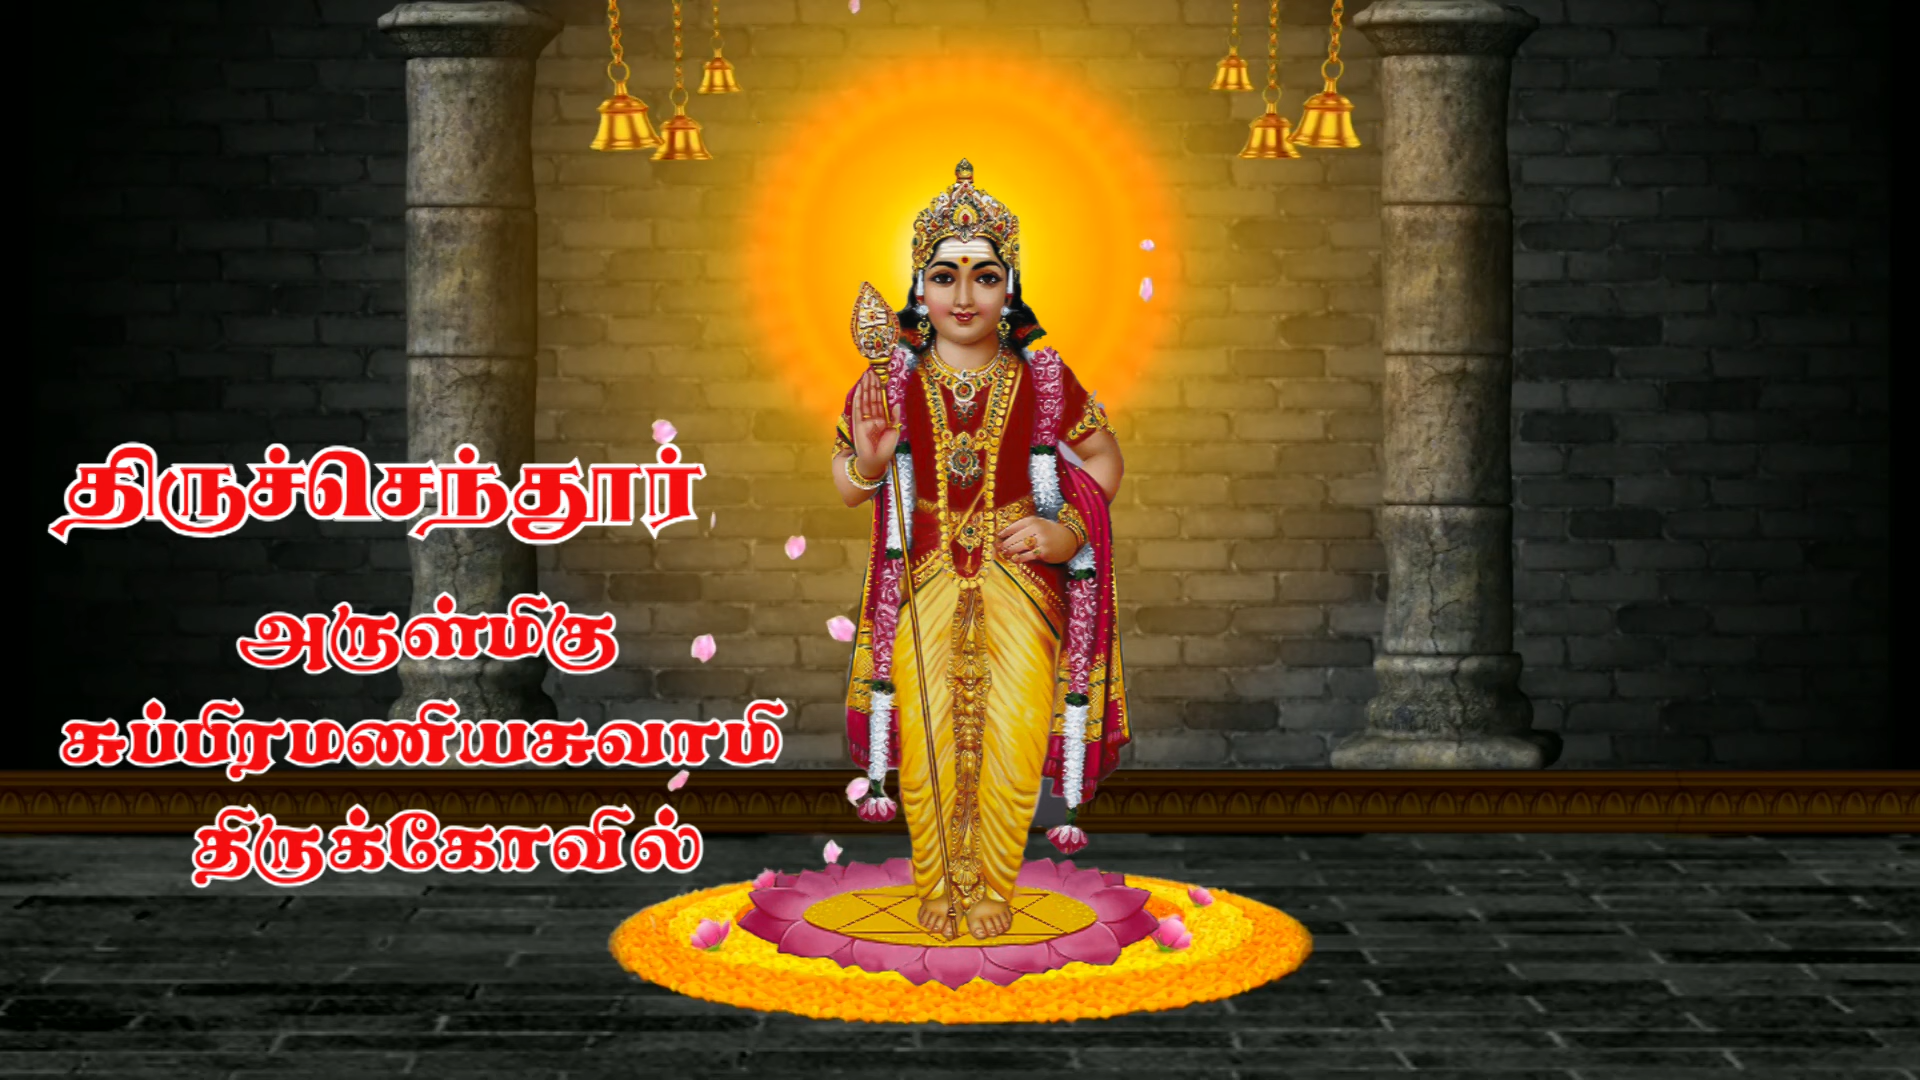 திருச்செந்தூர்
அருள்மிகு
சுப்பிரமணியசுவாமி
திருக்கோவில்